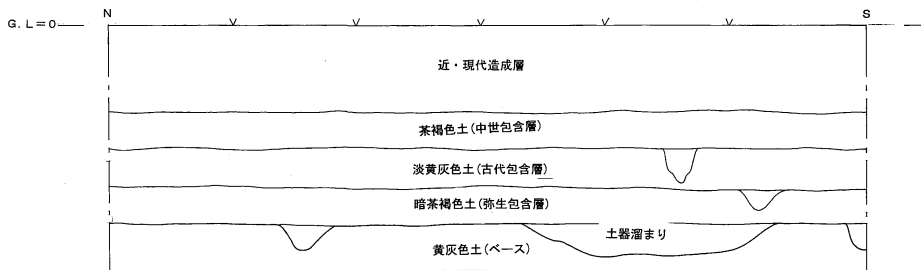 N S
G.L=0
近・現代造成層
茶褐色土(中世包含層)
淡黄灰色土(古代包含層)
暗茶褐色土(弥生包含層)
土器溜まり
黄灰色土(ベース)